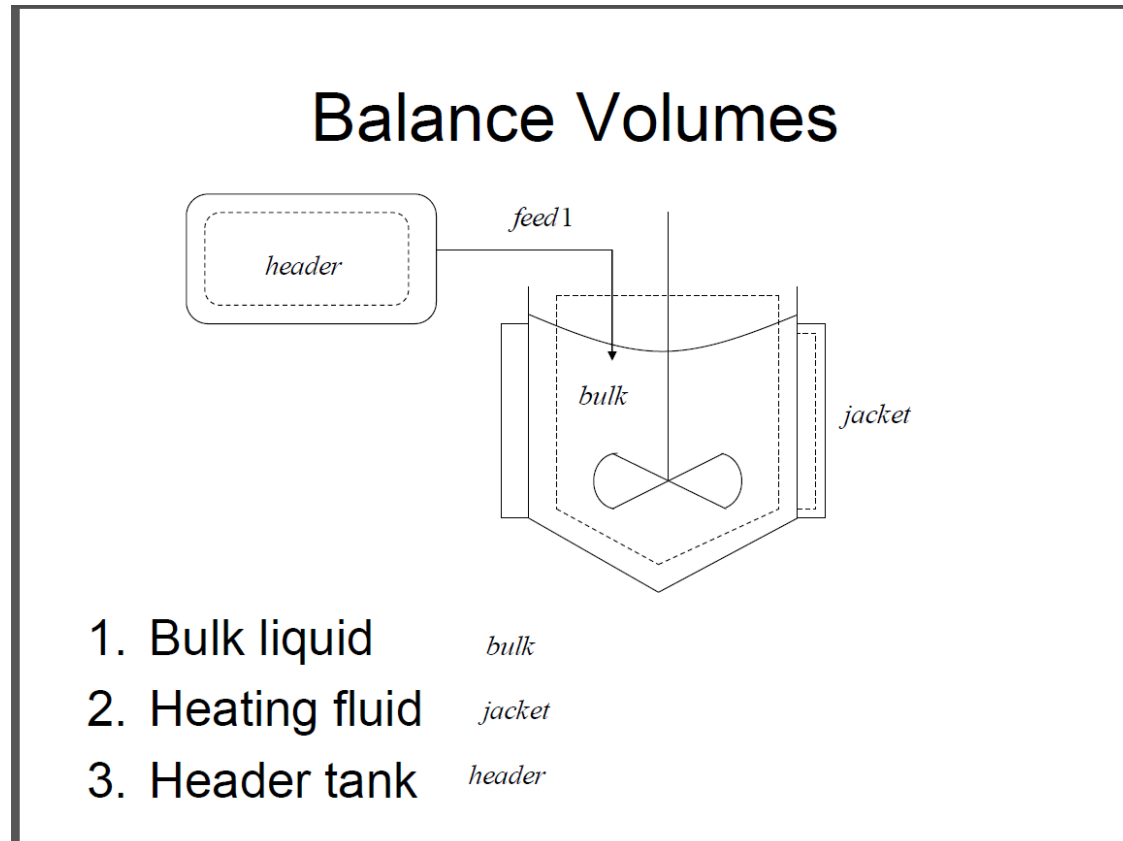 Balance Volumes
feed1
header
bulk
jacket
1. Bulk liquid bulk
2. Heating fluid jacket
3. Header tank header